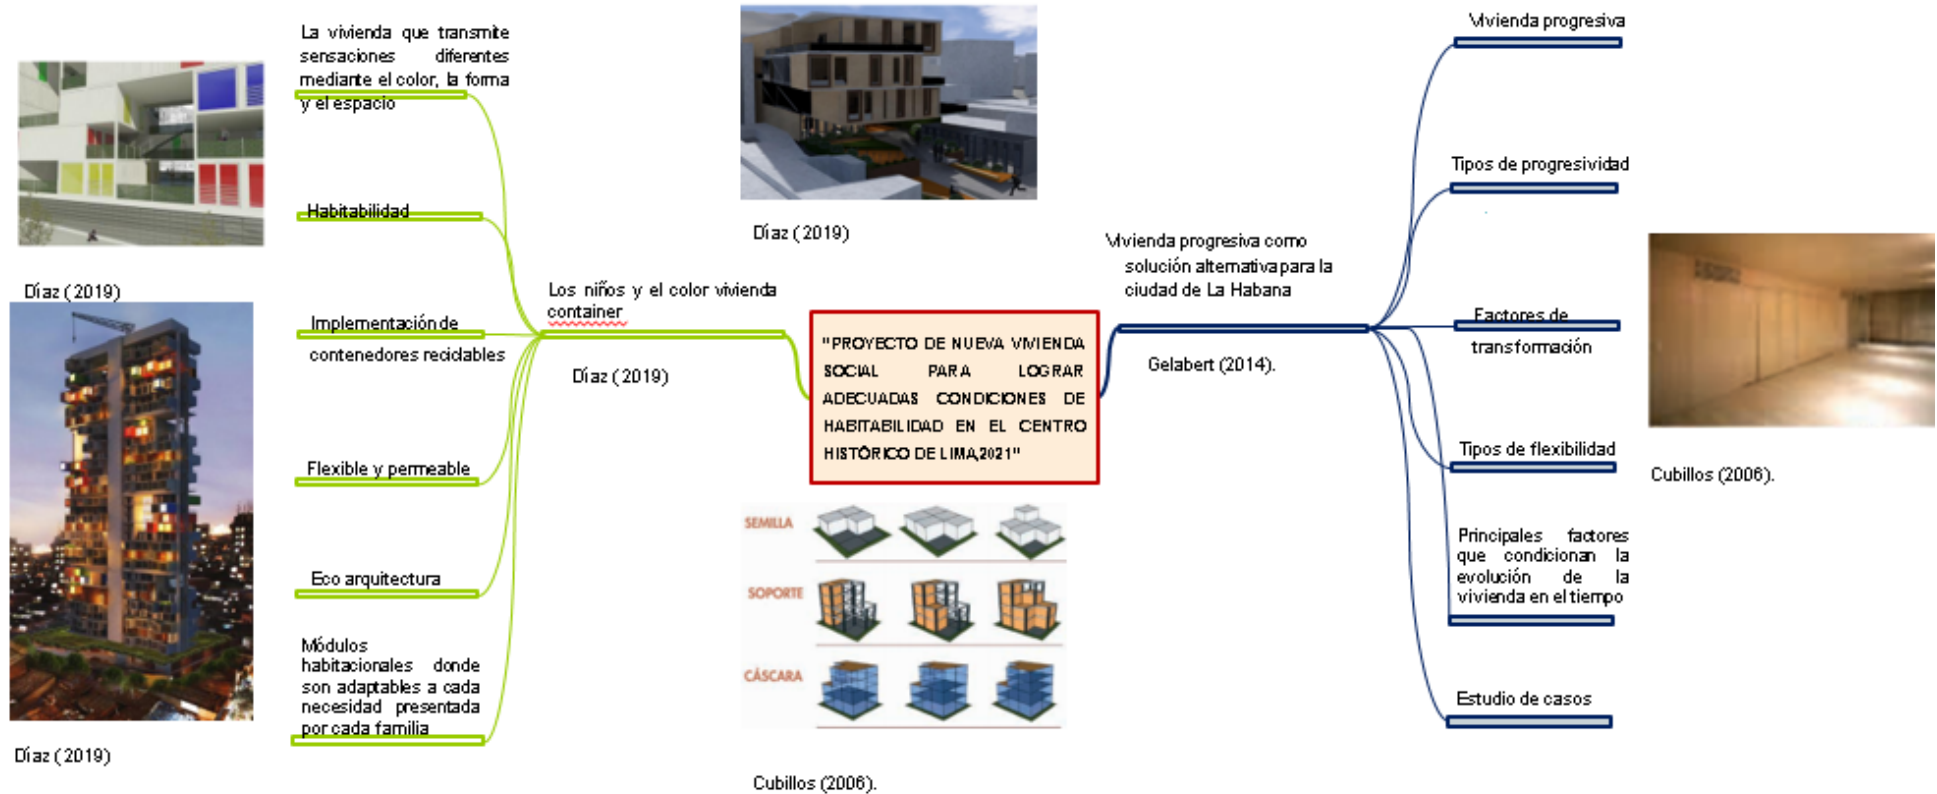 La vivienda que transmite
sensaciones diferentes
mediante el color, la forma
y el espacio
Díaz (2019)
Habitabilidad
Implementación de
contenedores reciclables
Flexible y permeable
Eco arquitectura
Módulos
habitacionales donde
son adaptables a cada
necesidad presentada
por cada familia
Díaz (2019)
Los niños y el color vivienda
container
Díaz (2019)
Díaz (2019)
"PROYECTO DE NUEVA VIVIENDA
SOCIAL PARA LOGRAR
ADECUADAS CONDICIONES DE
HABITABILIDAD EN EL CENTRO
HISTÓRICO DE LIMA,2021"
SEMILLA
SOPORTE
CÁSCARA
Cubillos (2006).
Vivienda progresiva como
solución alternativa para la
ciudad de La Habana
Gelabert (2014).
Vivienda progresiva
Tipos de progresividad
Factores de
transformación
Tipos de flexibilidad
Principales factores
que condicionan la
evolución de la
vivienda en el tiempo
Estudio de casos
Cubillos (2006).